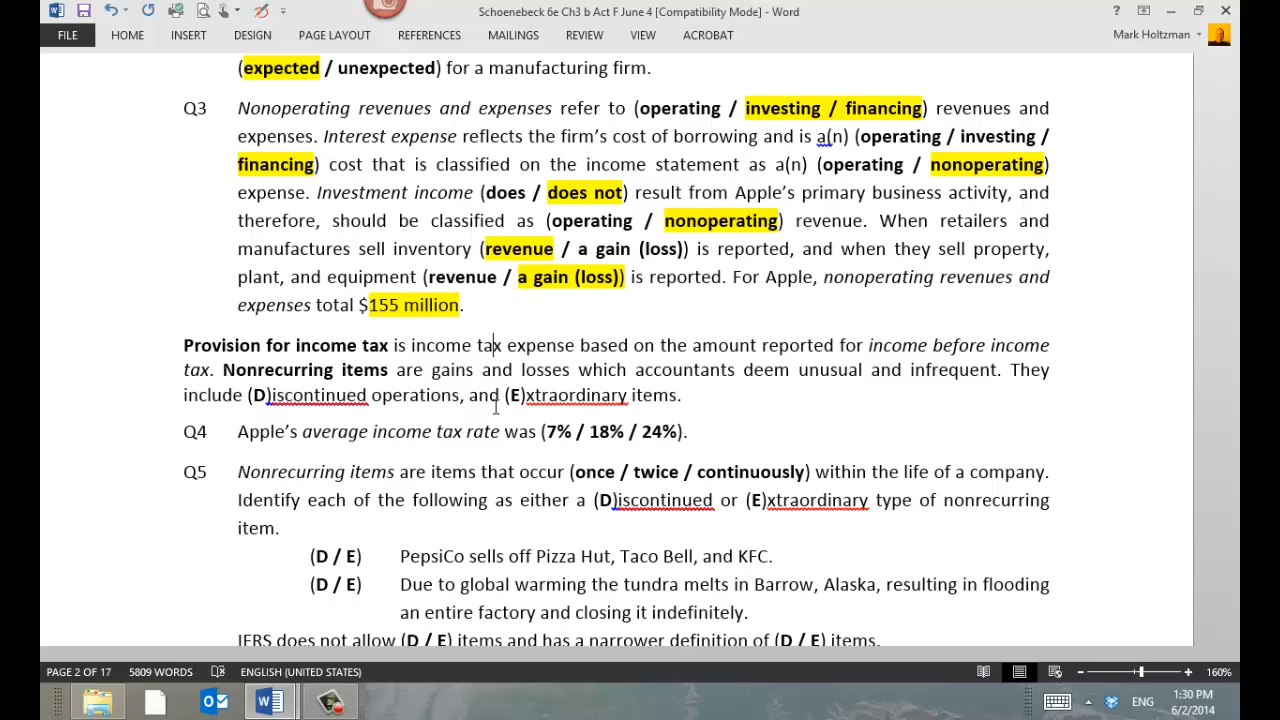 Schoenebeck 6e Ch3 b Act F June 4 [Compatibility Mode] - Word
FILE HOME INSERT DESIGN PAGE LAYOUT REFERENCES MAILINGS REVIEW VIEW ACROBAT Mark Holtzman
(expected / unexpected) for a manufacturing firm.
Q3 Nonoperating revenues and expenses refer to (operating / investing / financing) revenues and
expenses. Interest expense reflects the firm's cost of borrowing and is a(n) (operating / investing /
financing) cost that is classified on the income statement as a(n) (operating / nonoperating)
expense. Investment income (does / does not) result from Apple's primary business activity, and
therefore, should be classified as (operating / nonoperating) revenue. When retailers and
manufactures sell inventory (revenue / a gain (loss)) is reported, and when they sell property,
plant, and equipment (revenue / a gain (loss)) is reported. For Apple, nonoperating revenues and
expenses total $155 million.
Provision for income tax is income tax expense based on the amount reported for income before income
tax. Nonrecurring items are gains and losses which accountants deem unusual and infrequent. They
include (D)iscontinued operations, and (E)xtraordinary items.
Q4 Apple's average income tax rate was (7% / 18% / 24%).
Q5 Nonrecurring items are items that occur (once / twice / continuously) within the life of a company.
Identify each of the following as either a (D)iscontinued or (E)xtraordinary type of nonrecurring
item.
(D / E) PepsiCo sells off Pizza Hut, Taco Bell, and KFC.
(D / E) Due to global warming the tundra melts in Barrow, Alaska, resulting in flooding
an entire factory and closing it indefinitely.
IFRS does not allow (D / E) items and has a narrower definition of (D / E) items.
PAGE 2 OF 17 5809 WORDS ENGLISH (UNITED STATES) 160%
ENG 1:30 PM
6/2/2014